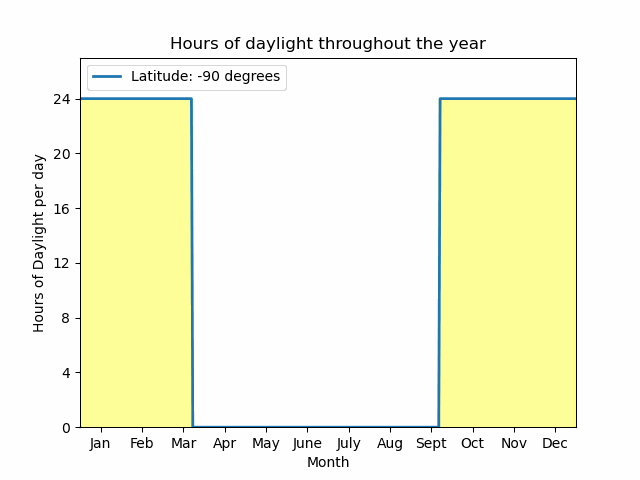 Hours of daylight throughout the year
Latitude: -90 degrees
24
20
16
12
8
4
0
Hours of Daylight per day
Jan Feb Mar Apr May June July Aug Sept Oct Nov Dec
Month